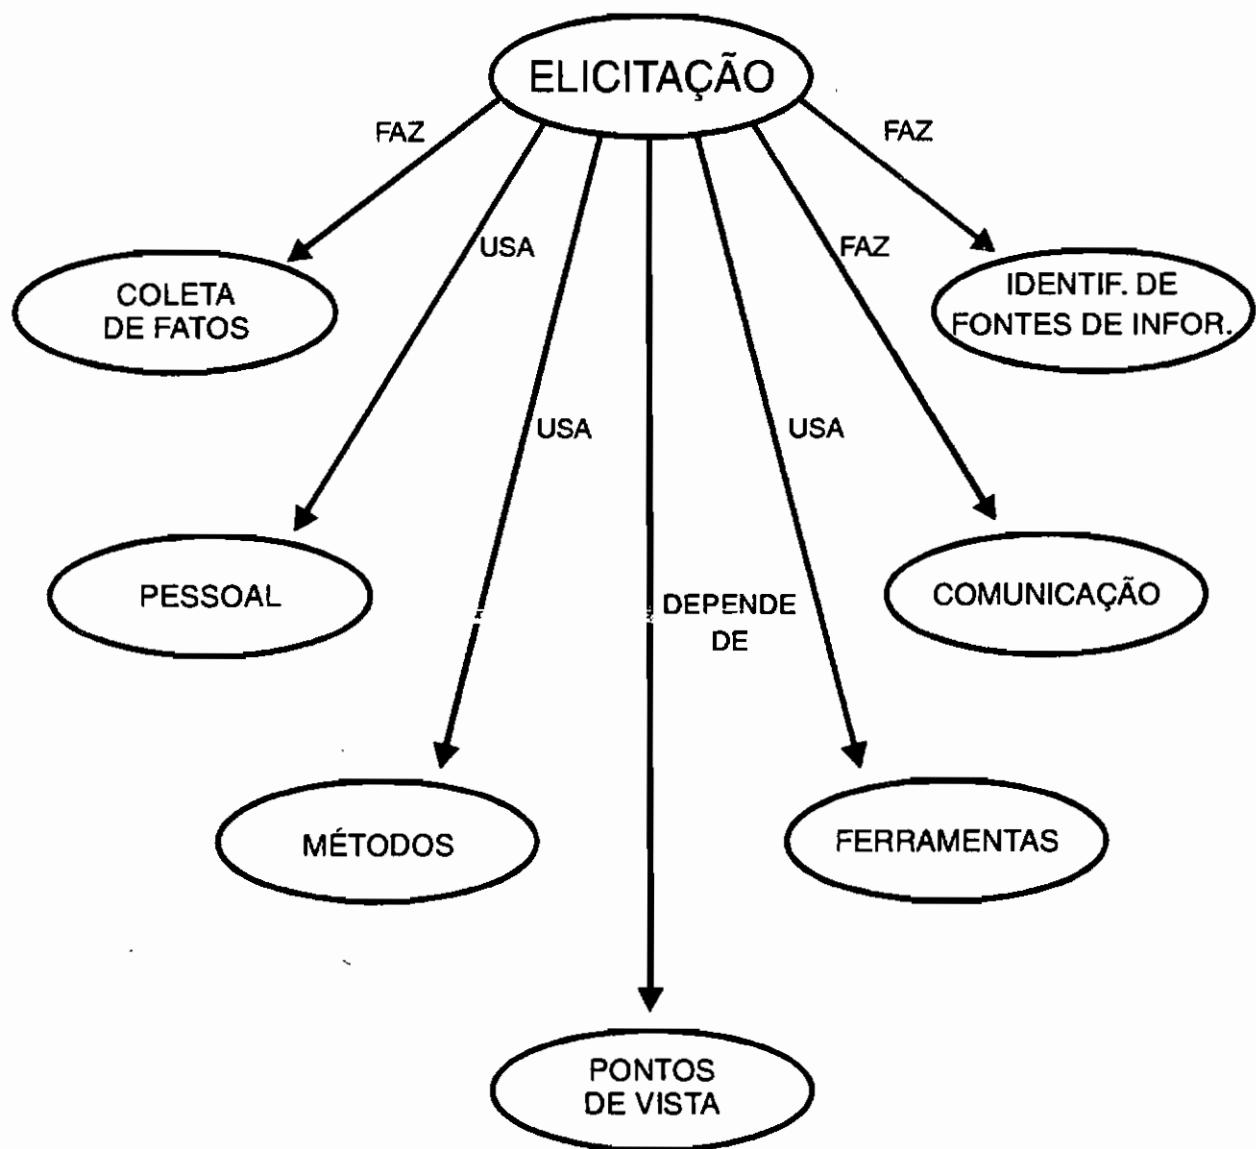 ELICITAÇÃO
FAZ
FAZ
USA
FAZ
COLETA
DE FATOS
IDENTIF. DE
FONTES DE INFOR.
USA
USA
PESSOAL
DEPENDE
DE
COMUNICAÇÃO
MÉTODOS
FERRAMENTAS
PONTOS
DE VISTA